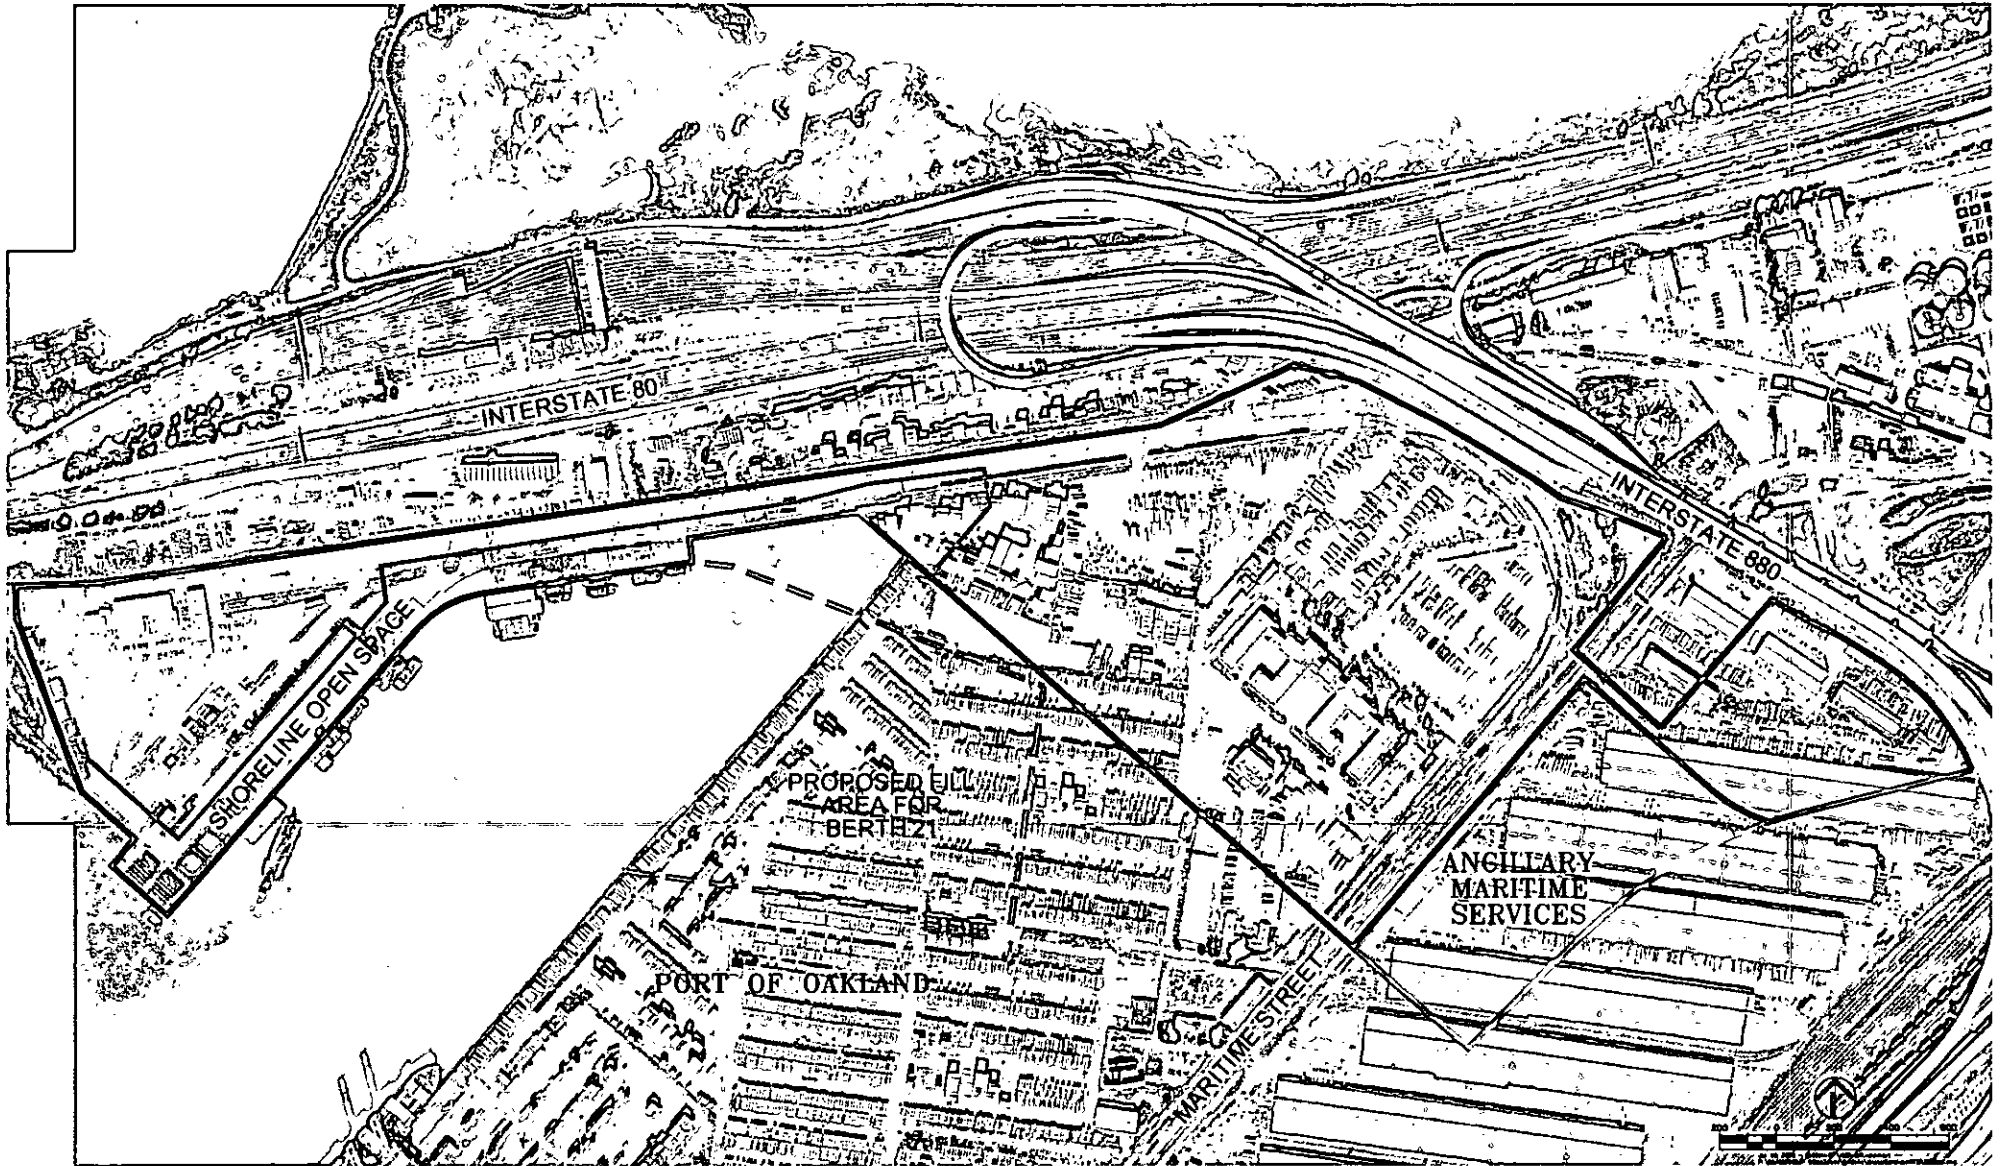 INTERSTATE 80
INTERSTATE 880
SHORELINE OPEN SPACE
PROPOSED FILL
AREA FOR
BERTH 21
ANCILLARY
MARITIME
SERVICES
PORT OF OAKLAND
MARITIME STREET